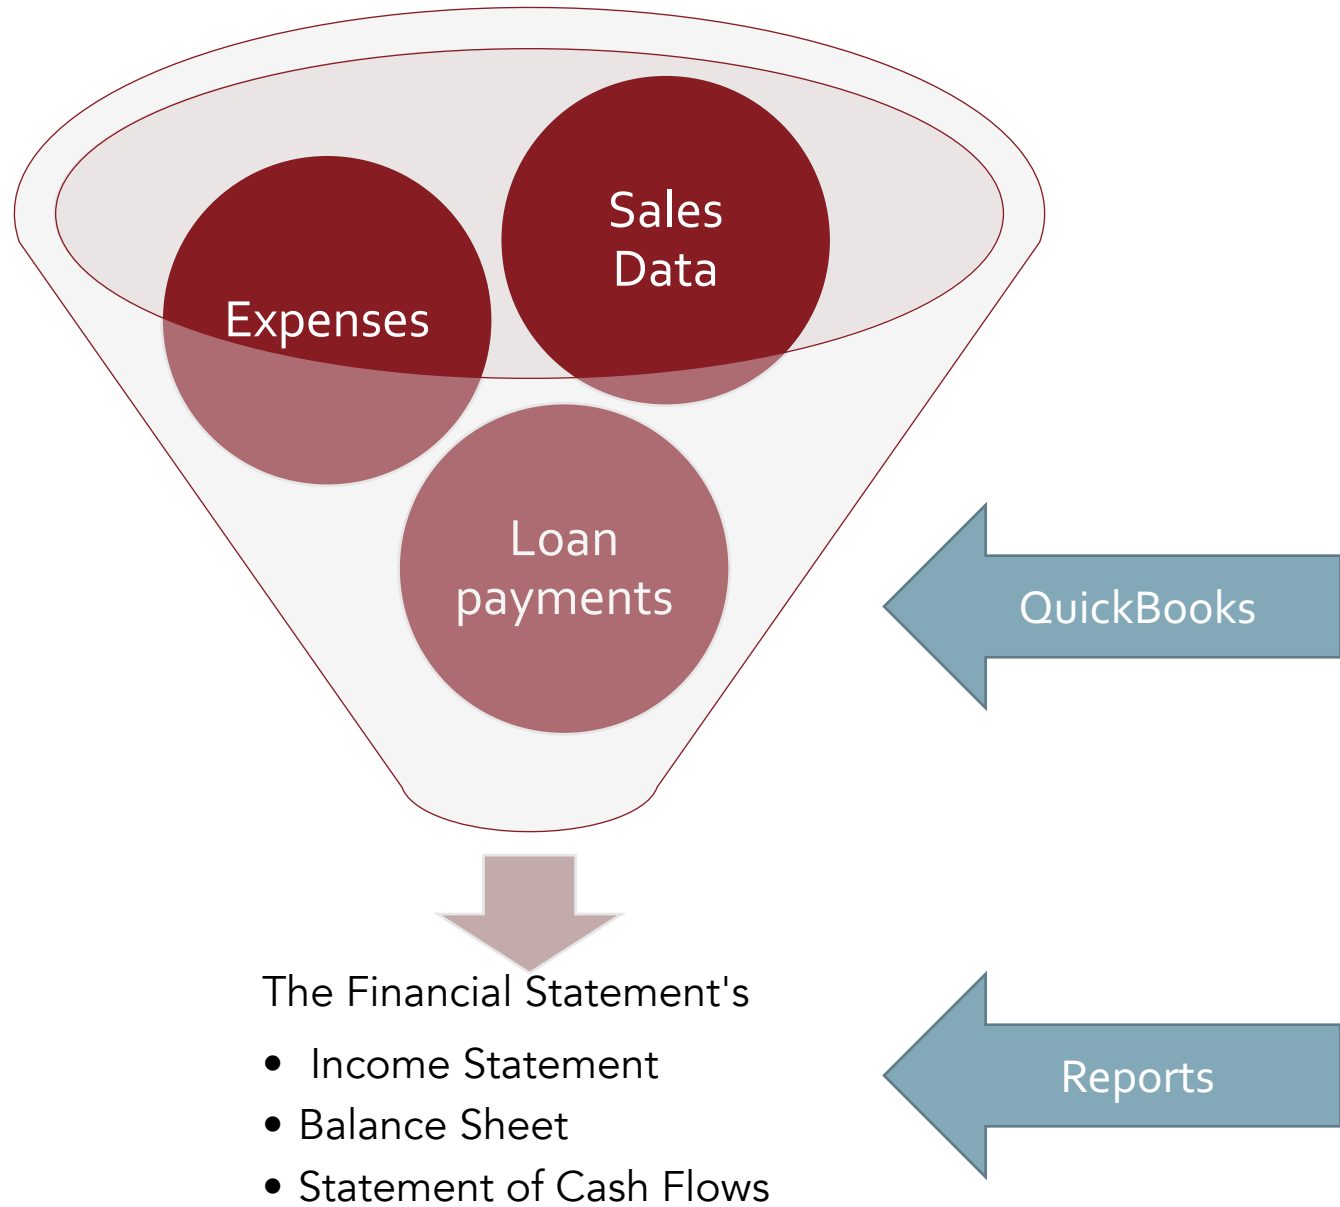 Sales
Data
Expenses
Loan
payments
QuickBooks
The Financial Statement's
• Income Statement
• Balance Sheet
• Statement of Cash Flows
Reports